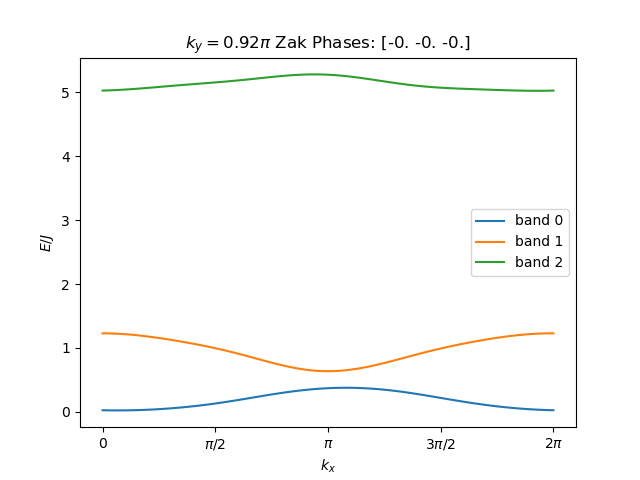 $k_y = 0.92\pi$ Zak Phases: [-0. -0. -0.]
E/J
5
4
3
2
1
0
band 0
band 1
band 2
0
π/2
π
3π/2
2π
$k_x$